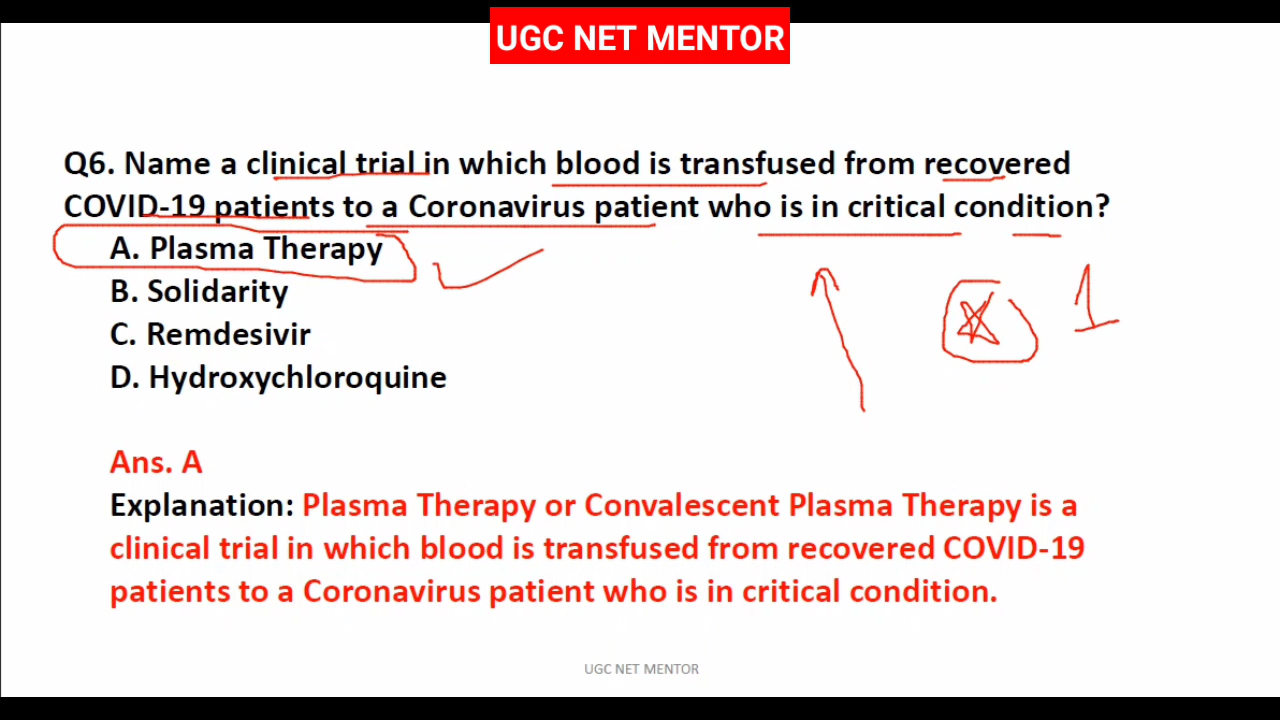 UGC NET MENTOR
Q6. Name a clinical trial in which blood is transfused from recovered
COVID-19 patients to a Coronavirus patient who is in critical condition?
A. Plasma Therapy
B. Solidarity
1
C. Remdesivir
D. Hydroxychloroquine
Ans. A
Explanation: Plasma Therapy or Convalescent Plasma Therapy is a
clinical trial in which blood is transfused from recovered COVID-19
patients to a Coronavirus patient who is in critical condition.
UGC NET MENTOR